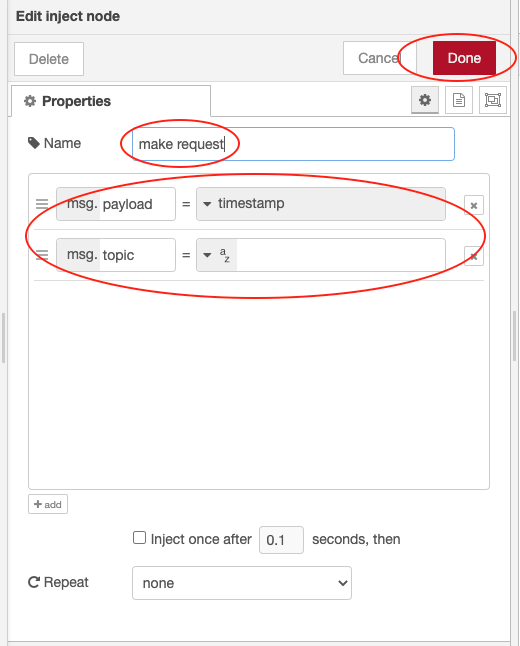 Edit inject node
Delete
Cancel
Done
Properties
Name
make request
msg. payload = timestamp ×
msg. topic = a z ×
+ add
Inject once after 0.1 seconds, then
Repeat none